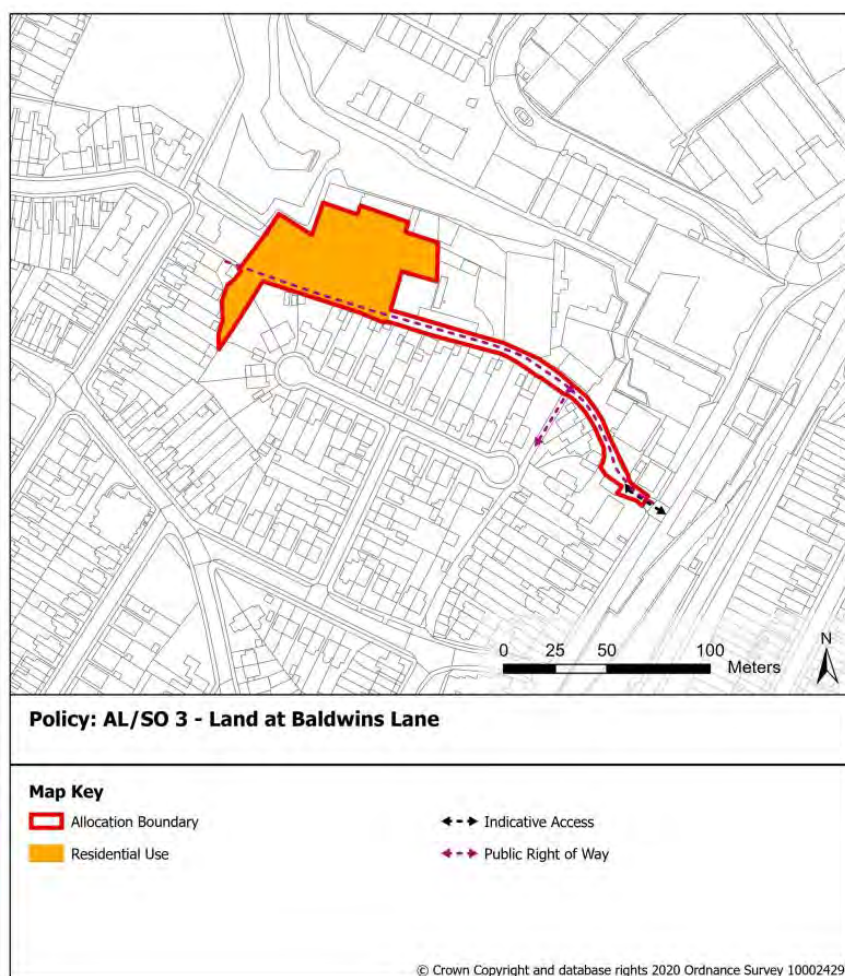 0 25 50 100
Meters
N
Policy: AL/SO 3 - Land at Baldwins Lane
Map Key
Allocation Boundary
Indicative Access
Residential Use
Public Right of Way
© Crown Copyright and database rights 2020 Ordnance Survey 10002429